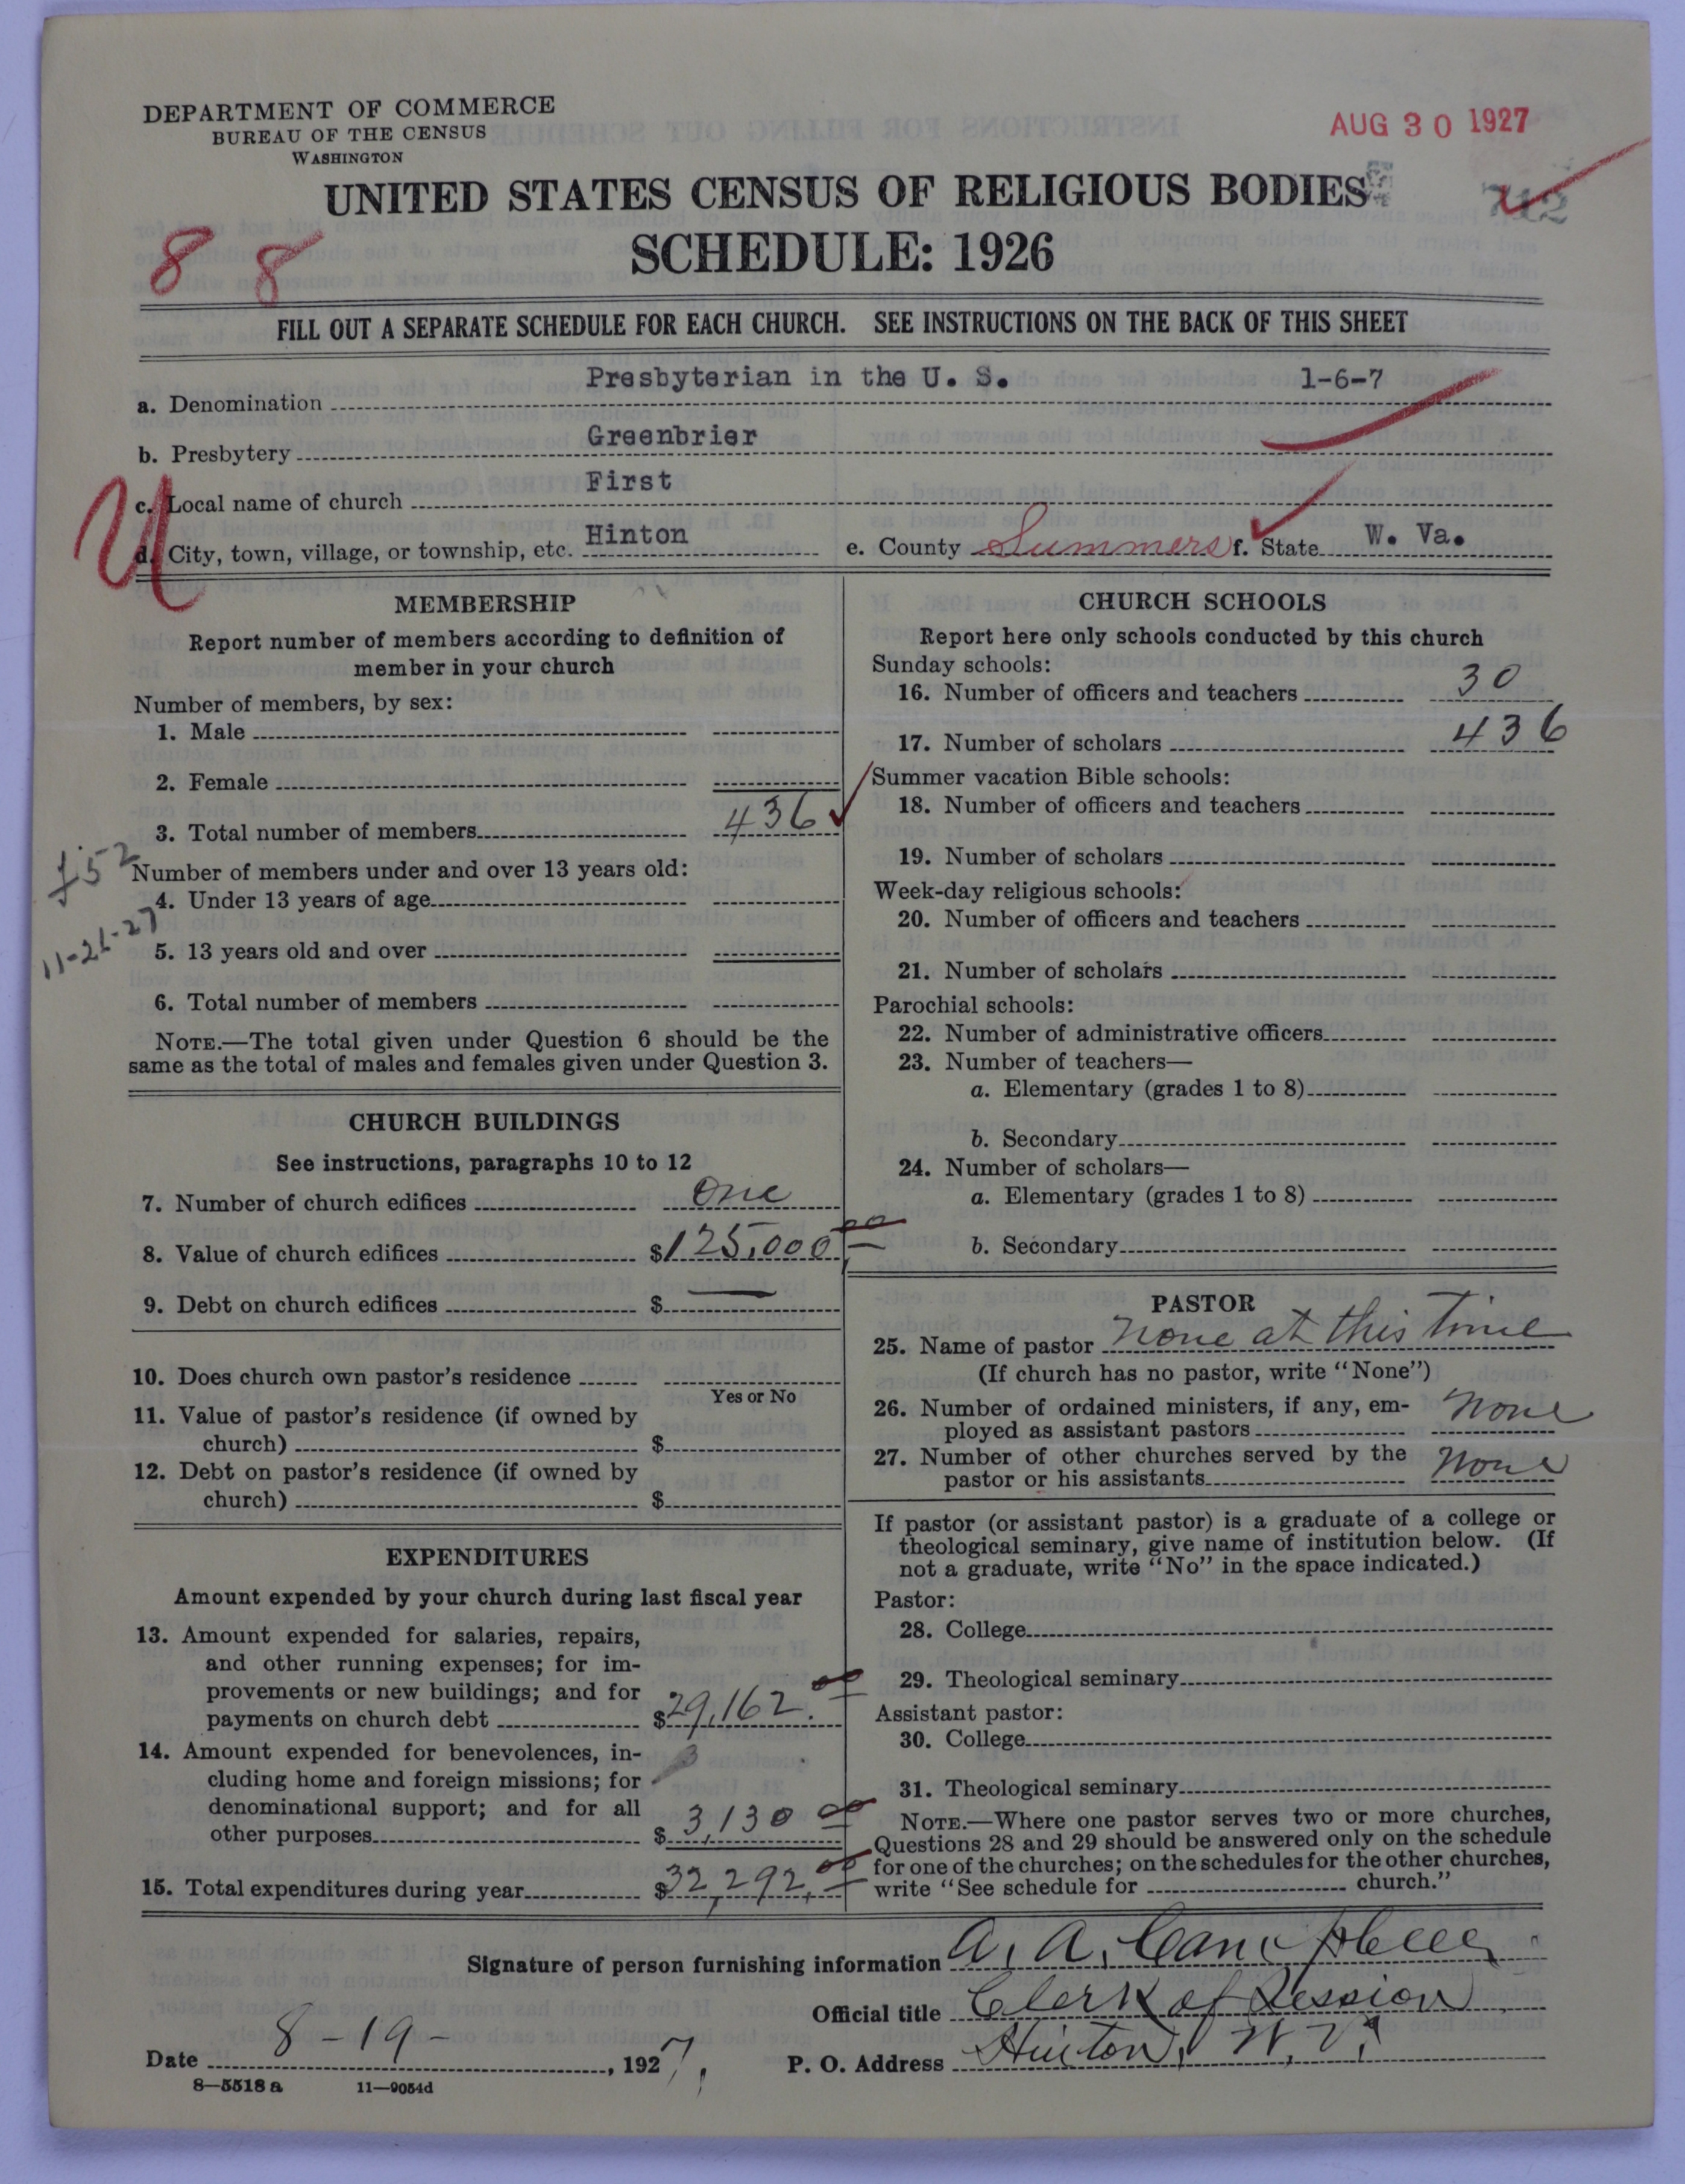 DEPARTMENT OF COMMERCE
BUREAU OF THE CENSUS
WASHINGTON
AUG 30 1927
UNITED STATES CENSUS OF RELIGIOUS BODIES
712
SCHEDULE: 1926
8 8
FILL OUT A SEPARATE SCHEDULE FOR EACH CHURCH. SEE INSTRUCTIONS ON THE BACK OF THIS SHEET
a. Denomination Presbyterian in the U. S. 1-6-7
b. Presbytery Greenbrier
c. Local name of church First
d. City, town, village, or township, etc. Hinton e. County Summers f. State W. Va.
U
MEMBERSHIP
Report number of members according to definition of
member in your church
Number of members, by sex:
1. Male
2. Female
3. Total number of members 436
Number of members under and over 13 years old:
4. Under 13 years of age
11-21-27
5. 13 years old and over
6. Total number of members
NOTE.—The total given under Question 6 should be the
same as the total of males and females given under Question 3.
CHURCH BUILDINGS
See instructions, paragraphs 10 to 12
7. Number of church edifices One
8. Value of church edifices $125,000 00
9. Debt on church edifices $ —
10. Does church own pastor's residence
Yes or No
11. Value of pastor's residence (if owned by
church) $
12. Debt on pastor's residence (if owned by
church) $
EXPENDITURES
Amount expended by your church during last fiscal year
13. Amount expended for salaries, repairs,
and other running expenses; for im-
provements or new buildings; and for
payments on church debt $29,162.00
14. Amount expended for benevolences, in-
cluding home and foreign missions; for
denominational support; and for all
other purposes $3,130 00
15. Total expenditures during year $32,292.00
CHURCH SCHOOLS
Report here only schools conducted by this church
Sunday schools:
16. Number of officers and teachers 30
17. Number of scholars 436
Summer vacation Bible schools:
18. Number of officers and teachers
19. Number of scholars
Week-day religious schools:
20. Number of officers and teachers
21. Number of scholars
Parochial schools:
22. Number of administrative officers
23. Number of teachers—
a. Elementary (grades 1 to 8)
b. Secondary
24. Number of scholars—
a. Elementary (grades 1 to 8)
b. Secondary
PASTOR
25. Name of pastor None at this time
(If church has no pastor, write "None")
26. Number of ordained ministers, if any, em-
ployed as assistant pastors None
27. Number of other churches served by the
pastor or his assistants None
If pastor (or assistant pastor) is a graduate of a college or
theological seminary, give name of institution below. (If
not a graduate, write "No" in the space indicated.)
Pastor:
28. College
29. Theological seminary
Assistant pastor:
30. College
31. Theological seminary
NOTE.—Where one pastor serves two or more churches,
Questions 28 and 29 should be answered only on the schedule
for one of the churches; on the schedules for the other churches,
write "See schedule for church."
Signature of person furnishing information A. A. Campbell
Official title Clerk of Session
Date 8-19-, 1927. P. O. Address Hinton, W. V.
8—5518 a 11—9054d